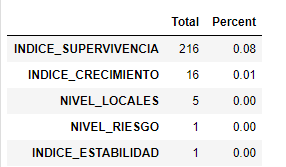 Total Percent
INDICE_SUPERVIVENCIA 216 0.08
INDICE_CRECIMIENTO 16 0.01
NIVEL_LOCALES 5 0.00
NIVEL_RIESGO 1 0.00
INDICE_ESTABILIDAD 1 0.00